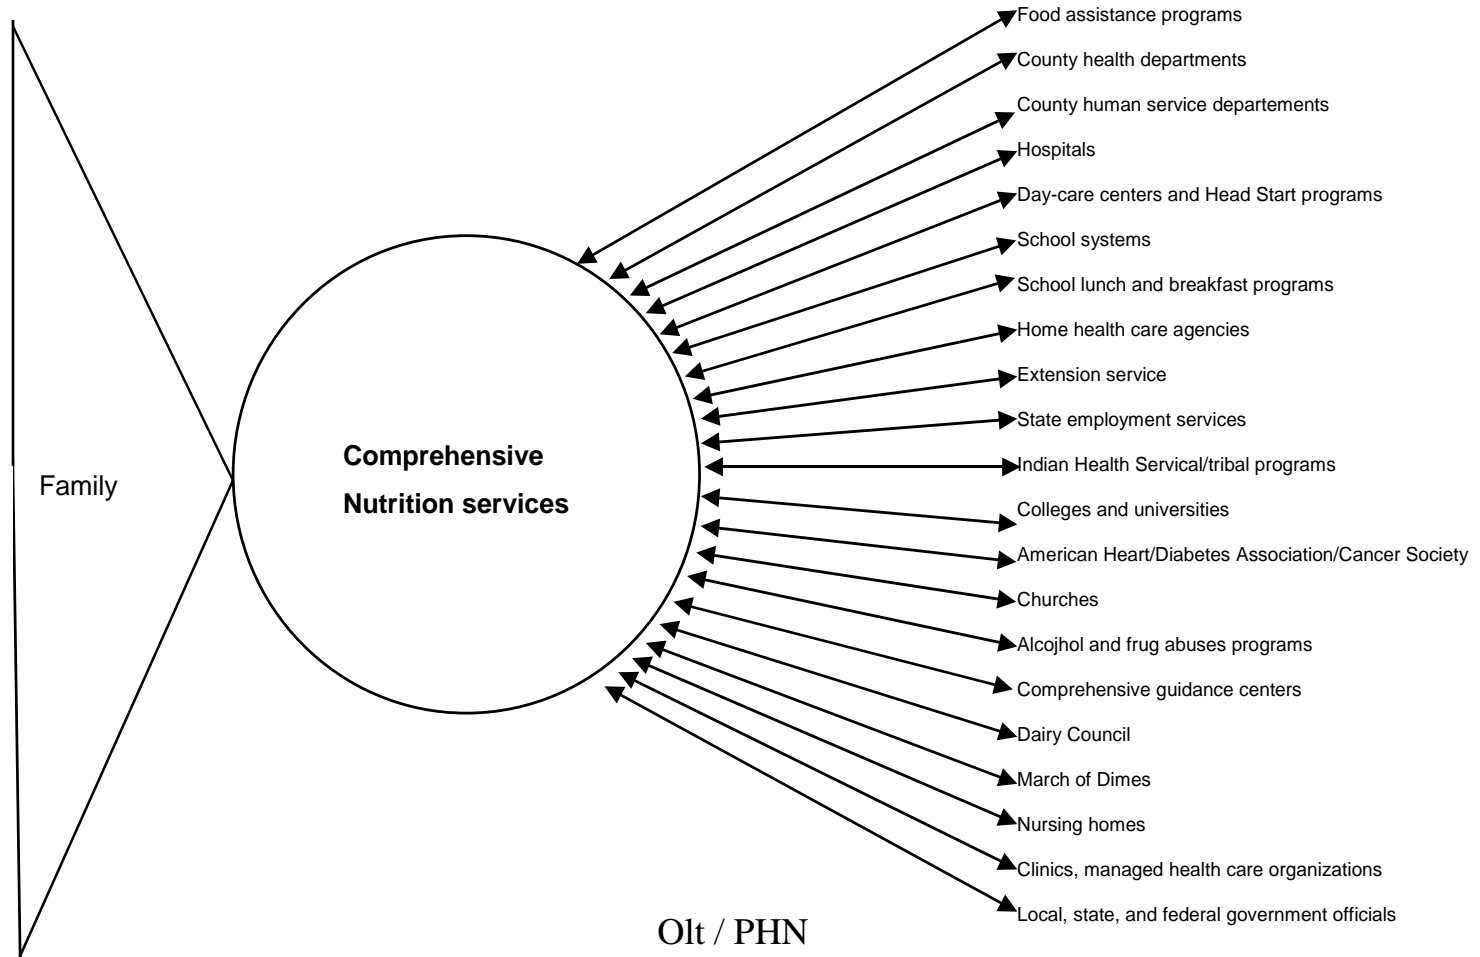 Food assistance programs
County health departments
County human service departements
Hospitals
Day-care centers and Head Start programs
School systems
School lunch and breakfast programs
Home health care agencies
Extension service
State employment services
Indian Health Servical/tribal programs
Colleges and universities
American Heart/Diabetes Association/Cancer Society
Churches
Alcojhol and frug abuses programs
Comprehensive guidance centers
Dairy Council
March of Dimes
Nursing homes
Clinics, managed health care organizations
Local, state, and federal government officials
Comprehensive
Nutrition services
Family
Olt / PHN